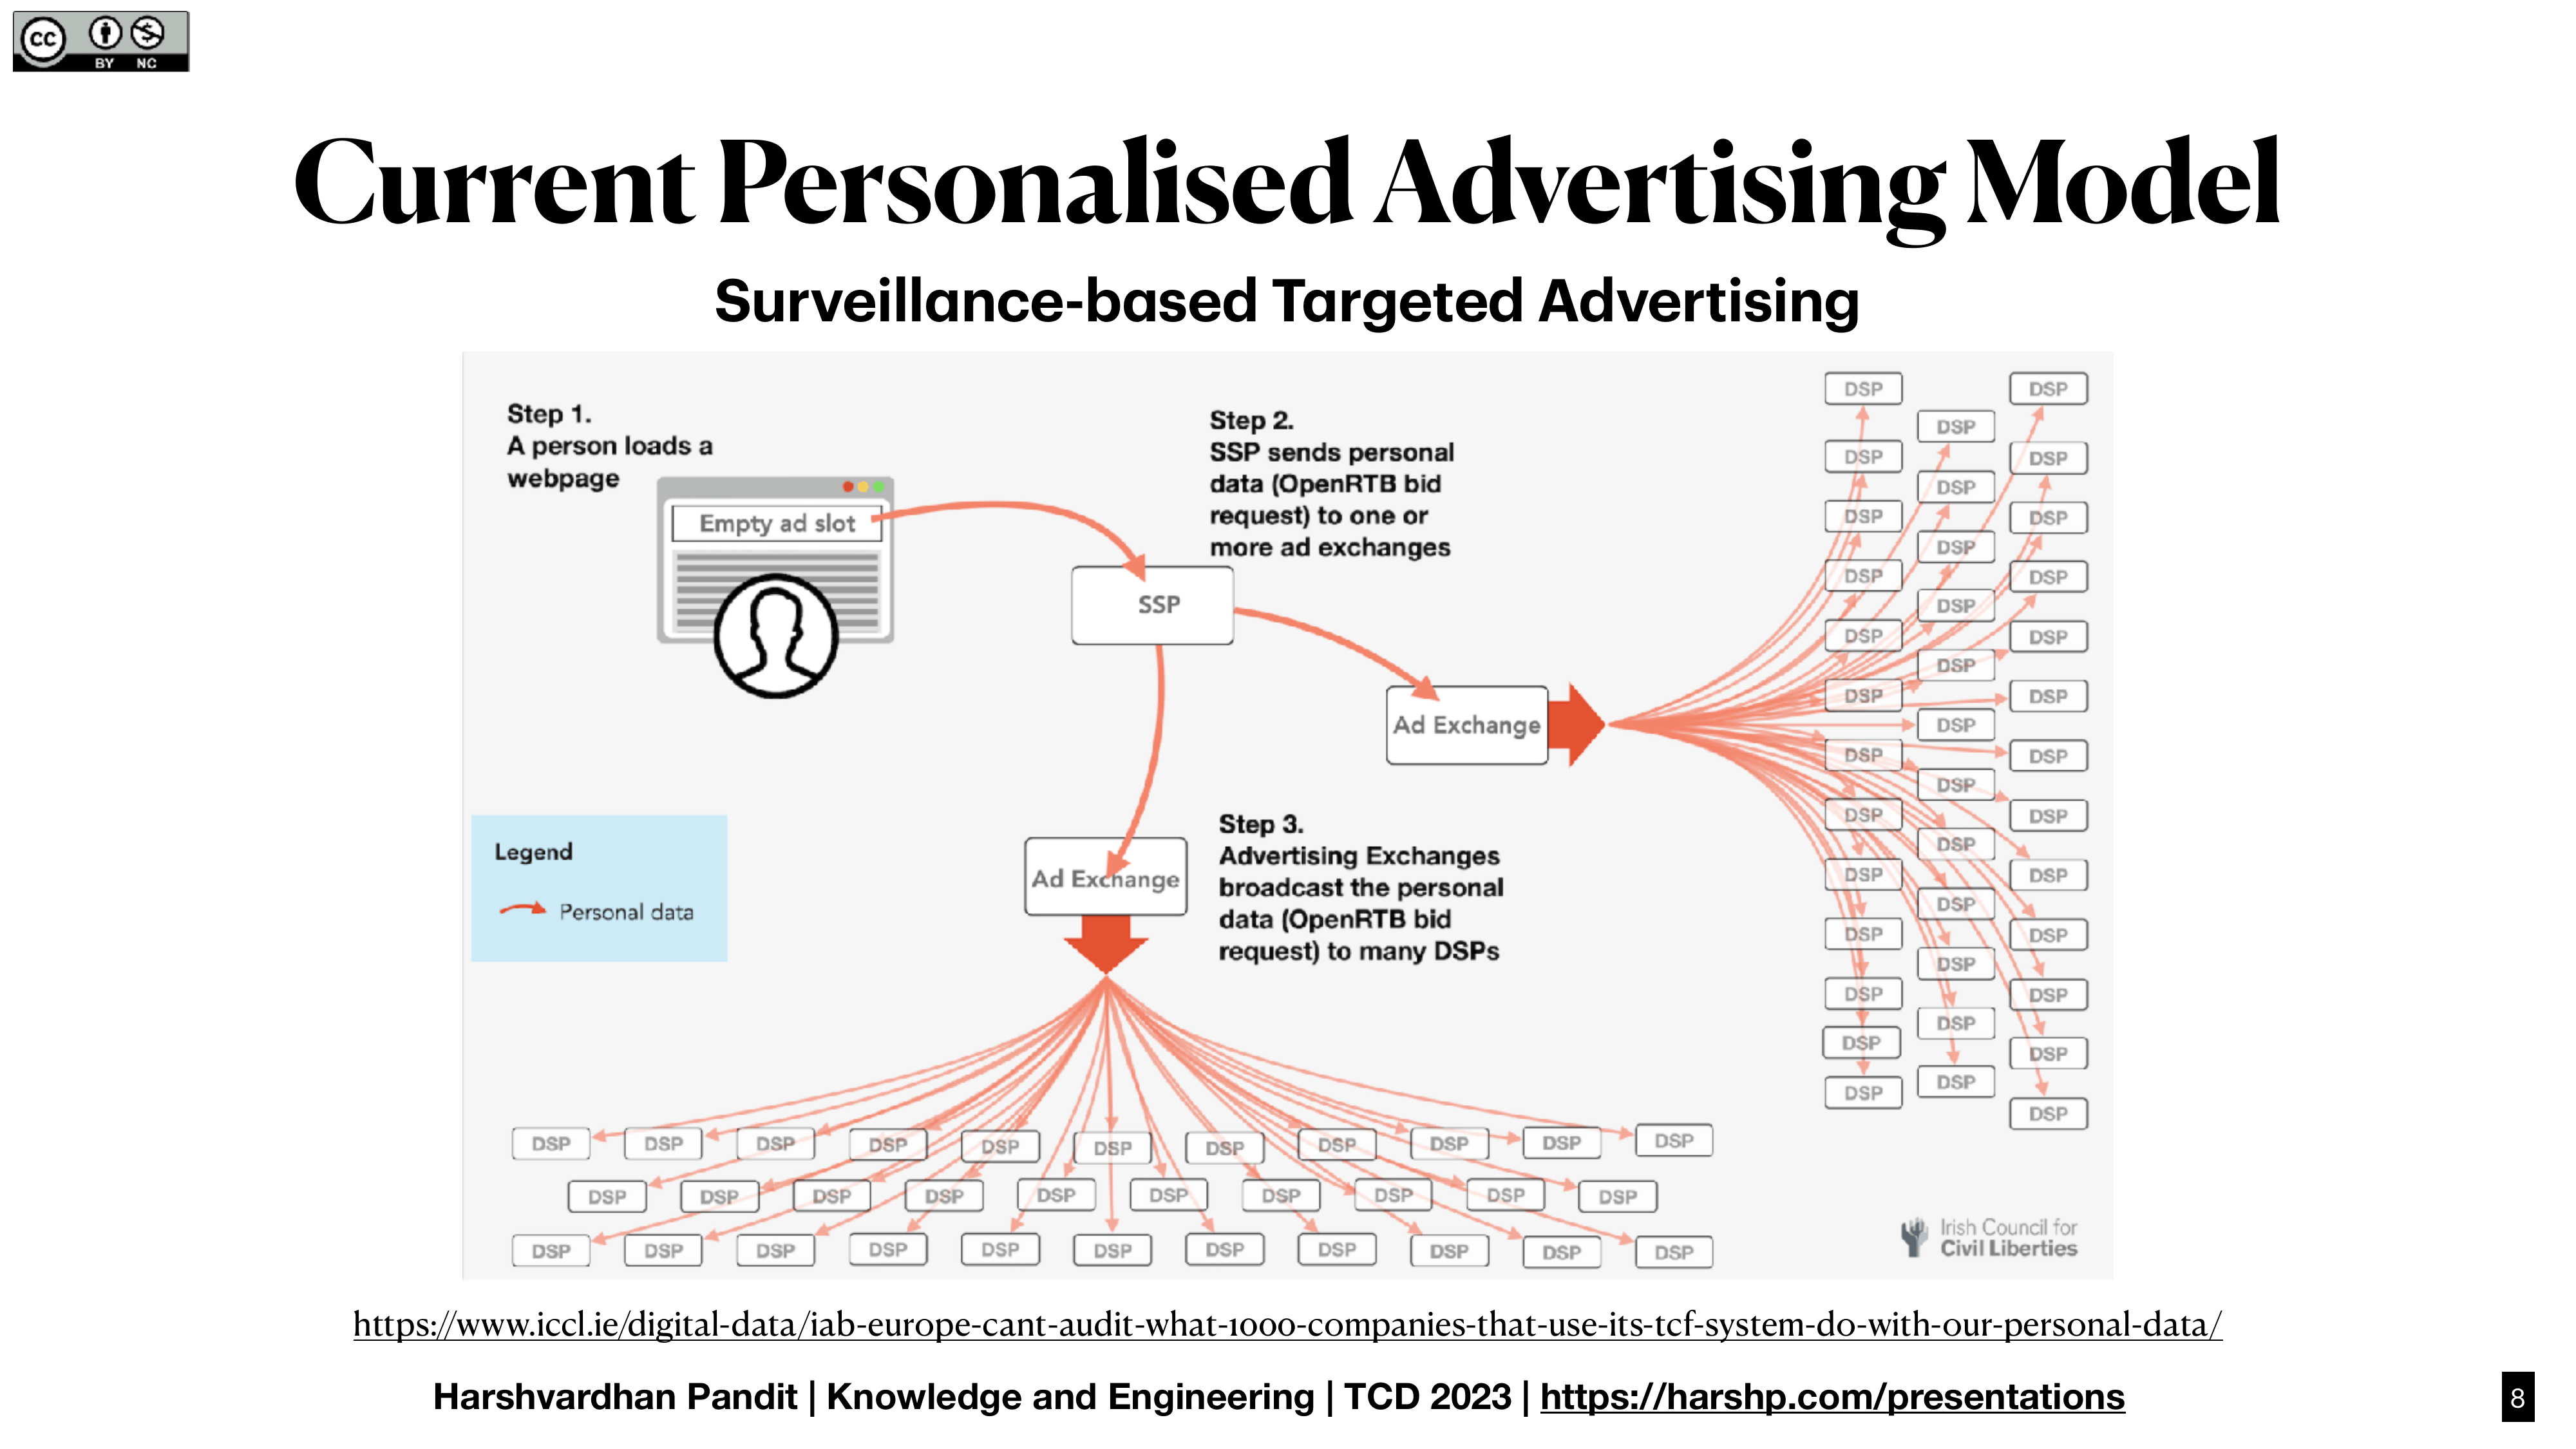 cc BY NC
Current Personalised Advertising Model
Surveillance-based Targeted Advertising
Step 1.
A person loads a
webpage
Empty ad slot
Step 2.
SSP sends personal
data (OpenRTB bid
request) to one or
more ad exchanges
SSP
Ad Exchange
Legend
Personal data
Ad Exchange
Step 3.
Advertising Exchanges
broadcast the personal
data (OpenRTB bid
request) to many DSPs
DSP DSP
DSP
DSP DSP
DSP
DSP DSP
DSP
DSP DSP
DSP
DSP DSP
DSP
DSP DSP
DSP
DSP DSP
DSP
DSP DSP
DSP
DSP DSP
DSP
DSP DSP
DSP
DSP DSP
DSP
DSP DSP
DSP
DSP DSP
DSP DSP DSP DSP DSP DSP DSP DSP DSP DSP DSP
DSP DSP DSP DSP DSP DSP DSP DSP DSP DSP
DSP DSP DSP DSP DSP DSP DSP DSP DSP DSP DSP
Irish Council for
Civil Liberties
https://www.iccl.ie/digital-data/iab-europe-cant-audit-what-1000-companies-that-use-its-tcf-system-do-with-our-personal-data/
Harshvardhan Pandit | Knowledge and Engineering | TCD 2023 | https://harshp.com/presentations
8